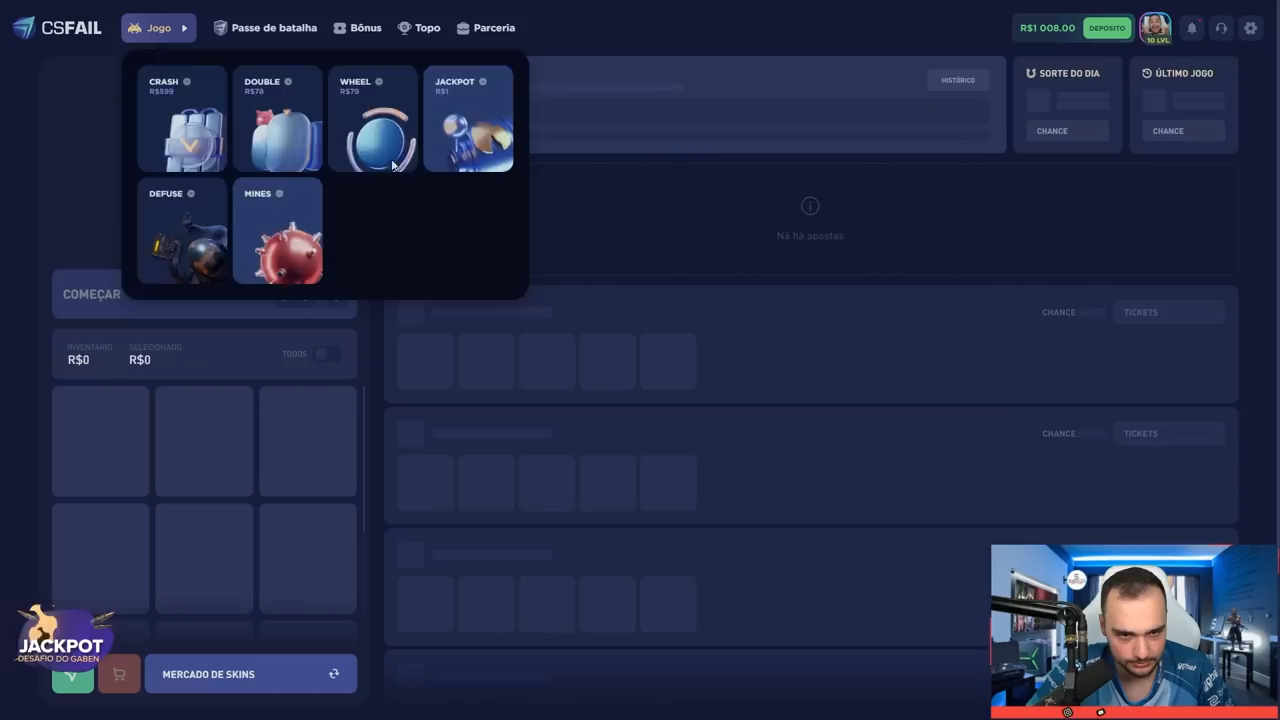 CSFAIL
Jogo
Passe de batalha
Bônus
Topo
Parceria
R$1 008.00
DEPOSITO
10 LVL
CRASH
R$599
DOUBLE
R$78
WHEEL
R$79
JACKPOT
R$1
DEFUSE
MINES
HISTÓRICO
SORTE DO DIA
CHANCE
ÚLTIMO JOGO
CHANCE
Nã há apostas
COMEÇAR
INVENTÁRIO
R$0
SELECIONADO
R$0
TODOS
CHANCE
TICKETS
CHANCE
TICKETS
JACKPOT
DESAFIO DO GABEN
MERCADO DE SKINS